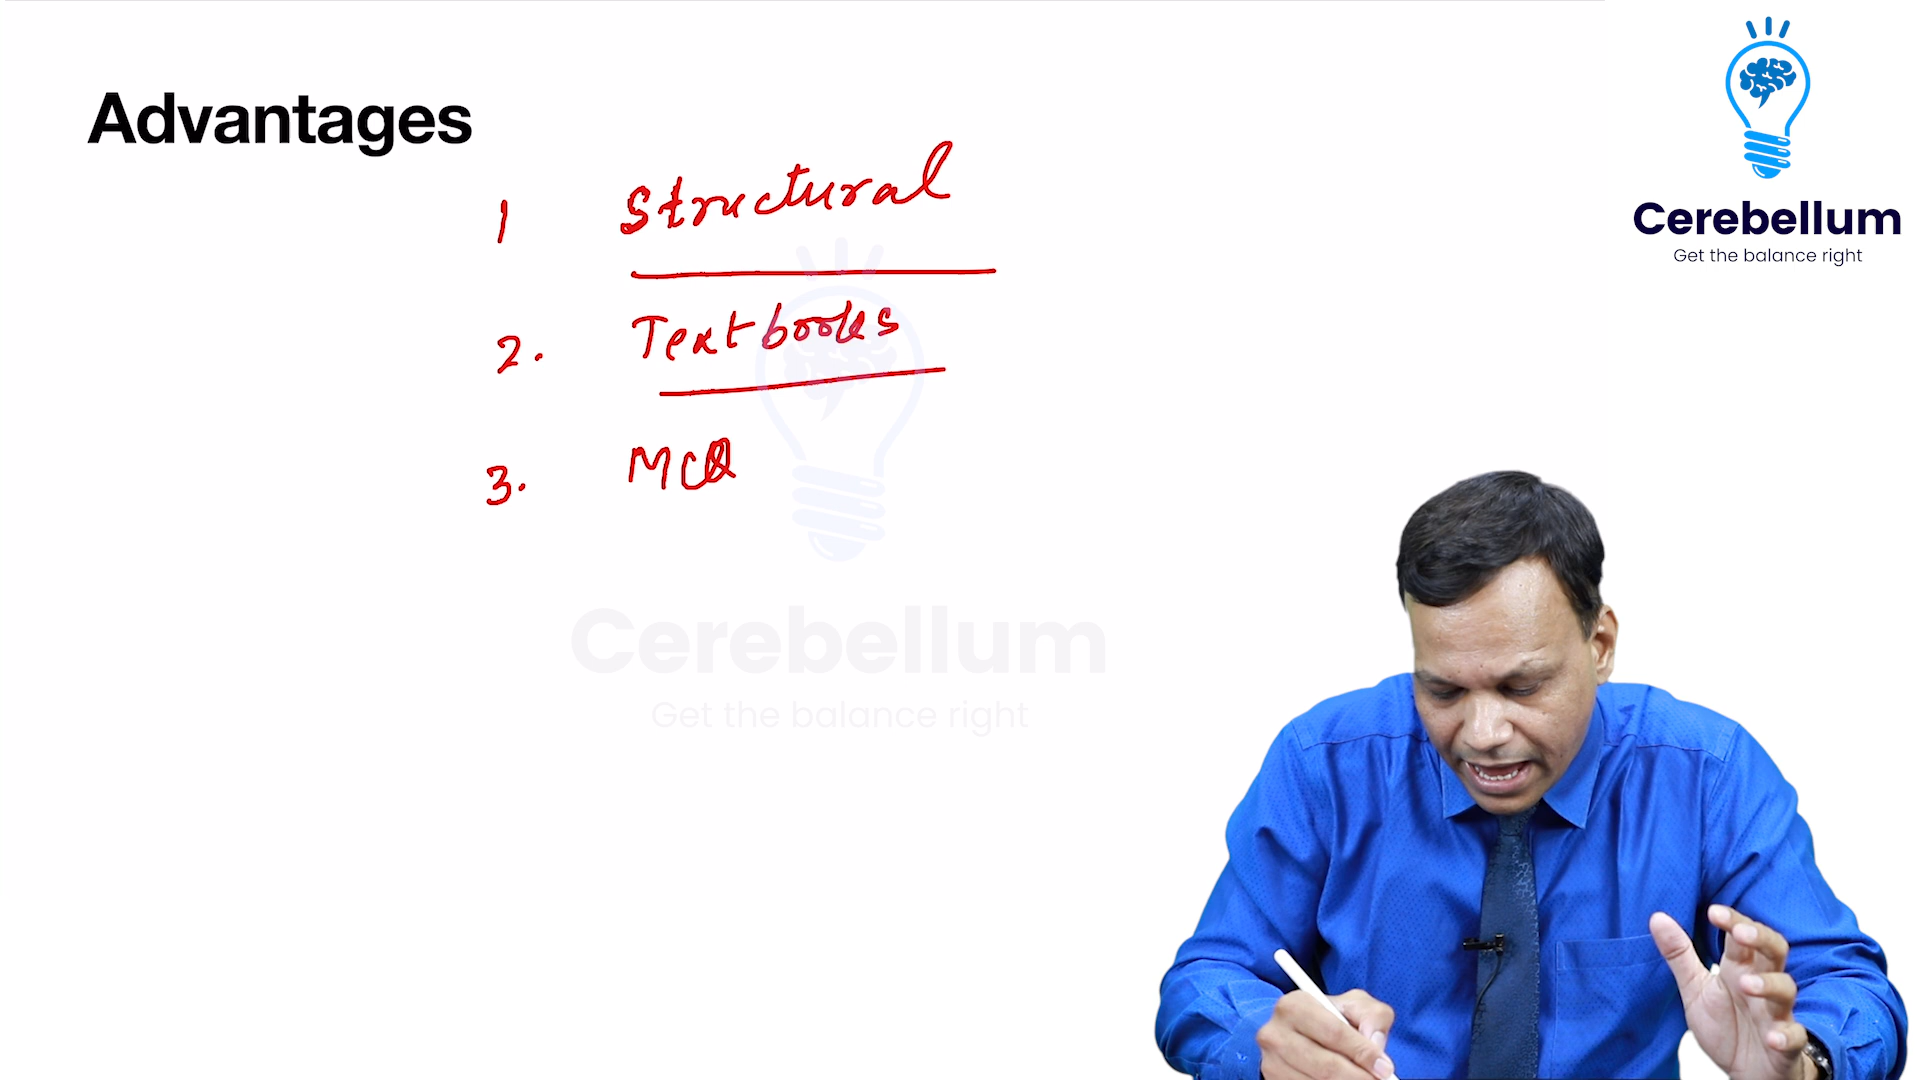 Advantages
1 Structural
2. Textbooks
3. MCQ
Cerebellum
Get the balance right
Cerebellum
Get the balance right